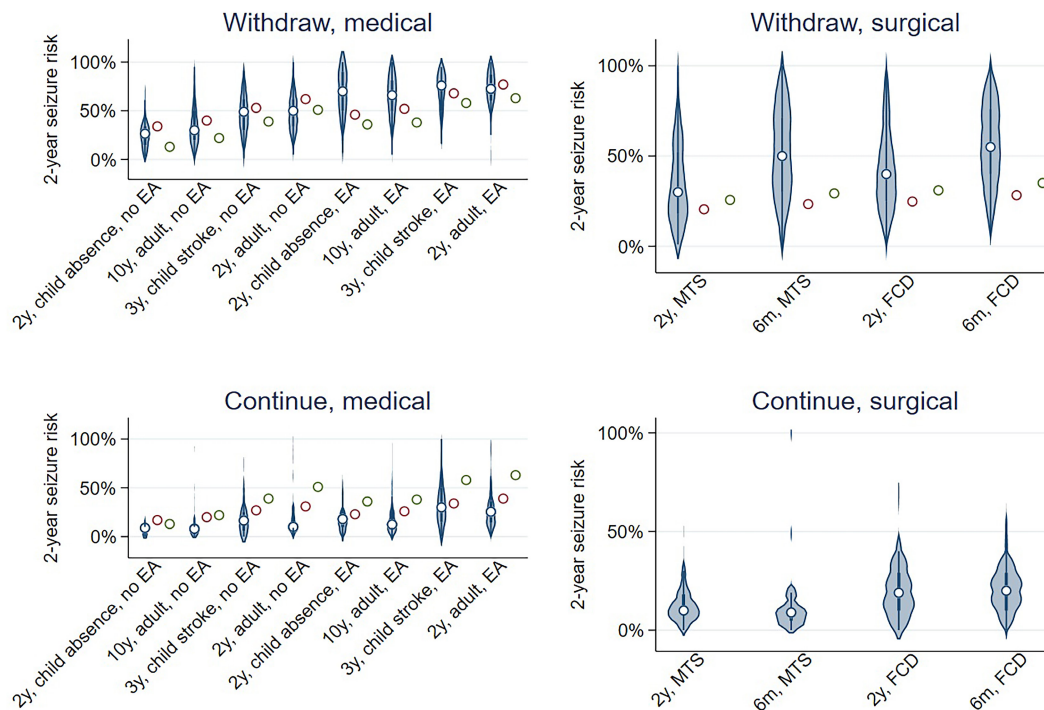 Withdraw, medical
2-year seizure risk
100%
50%
0%
2y, child absence, no EA
10y, adult, no EA
3y, child stroke, no EA
2y, adult, no EA
2y, child absence, EA
10y, adult, EA
3y, child stroke, EA
2y, adult, EA
Withdraw, surgical
2-year seizure risk
100%
50%
0%
2y, MTS
6m, MTS
2y, FCD
6m, FCD
Continue, medical
2-year seizure risk
100%
50%
0%
2y, child absence, no EA
10y, adult, no EA
3y, child stroke, no EA
2y, adult, no EA
2y, child absence, EA
10y, adult, EA
3y, child stroke, EA
2y, adult, EA
Continue, surgical
2-year seizure risk
100%
50%
0%
2y, MTS
6m, MTS
2y, FCD
6m, FCD